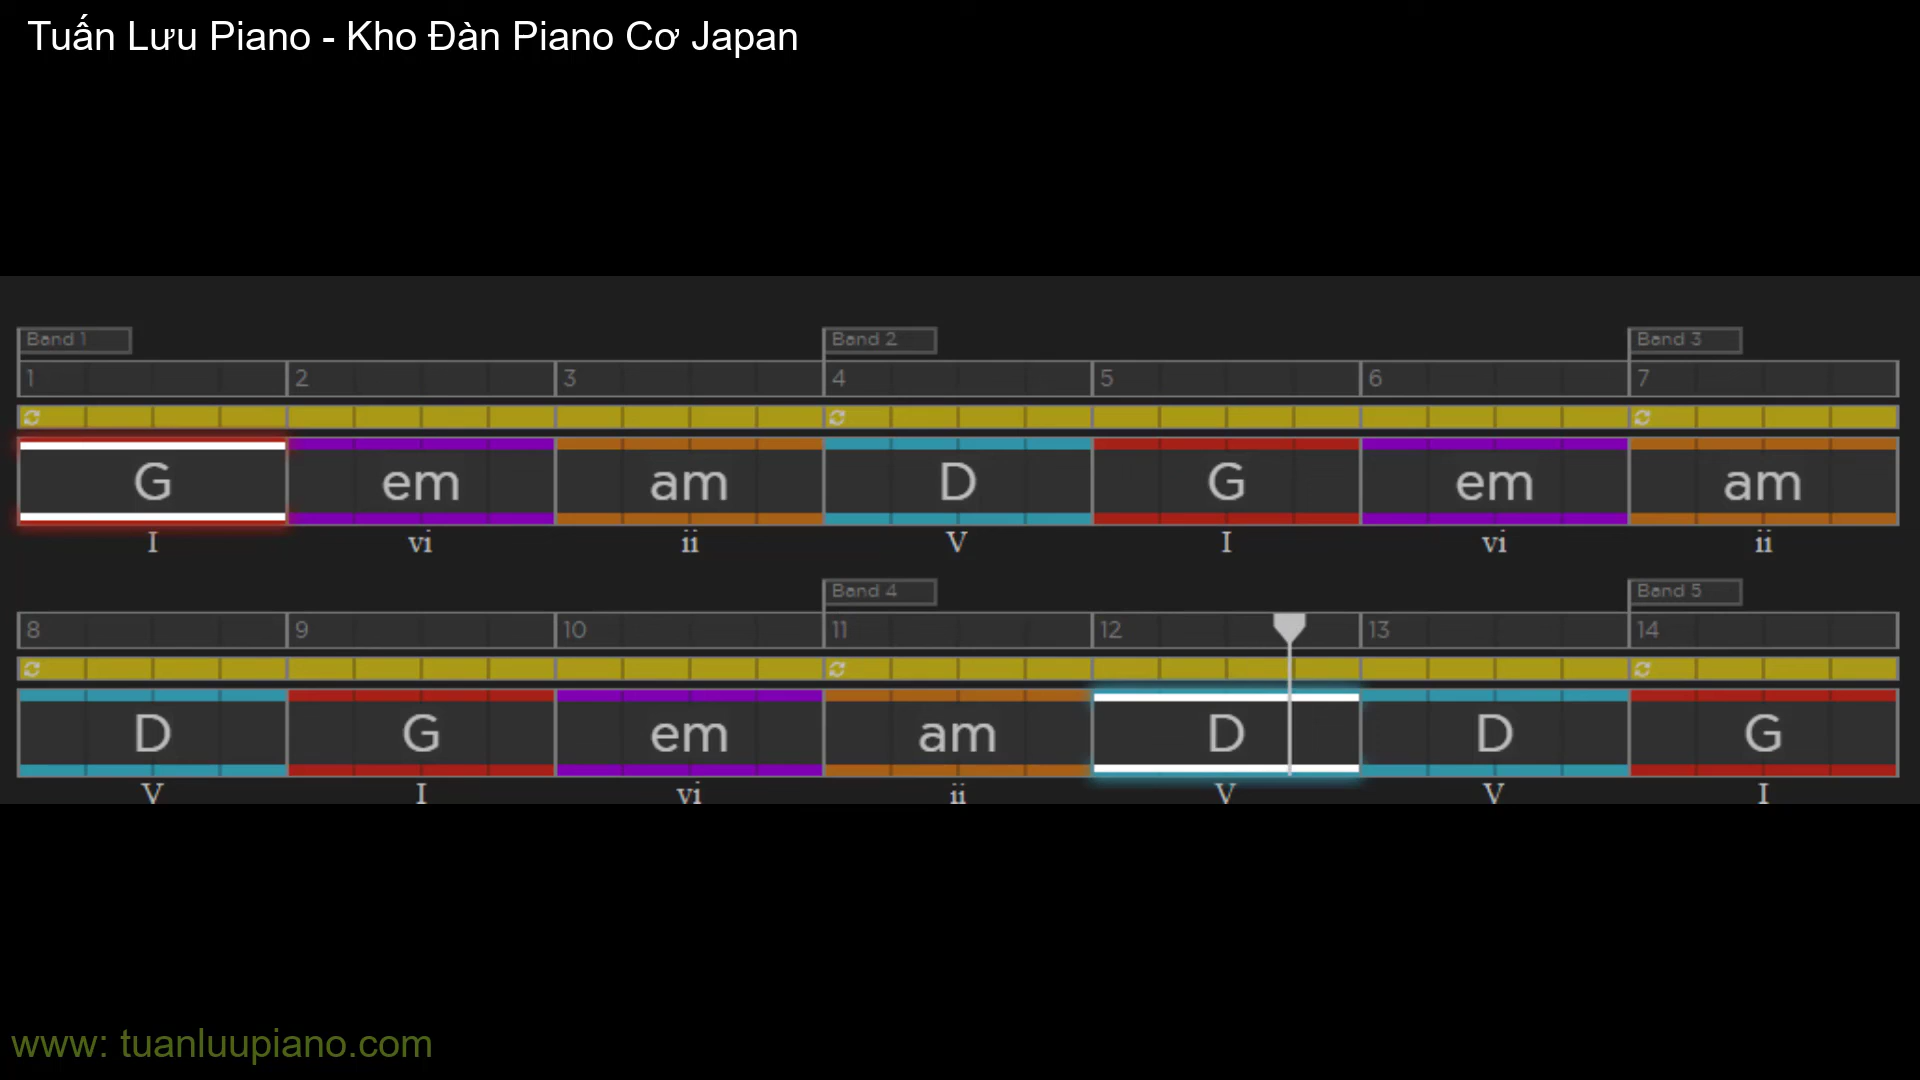 Tuấn Lưu Piano - Kho Đàn Piano Cơ Japan
Band 1 Band 2 Band 3
1 2 3 4 5 6 7
G em am D G em am
I vi ii V I vi ii
Band 4 Band 5
8 9 10 11 12 13 14
D G em am D D G
V I vi ii V V I
www: tuanluupiano.com